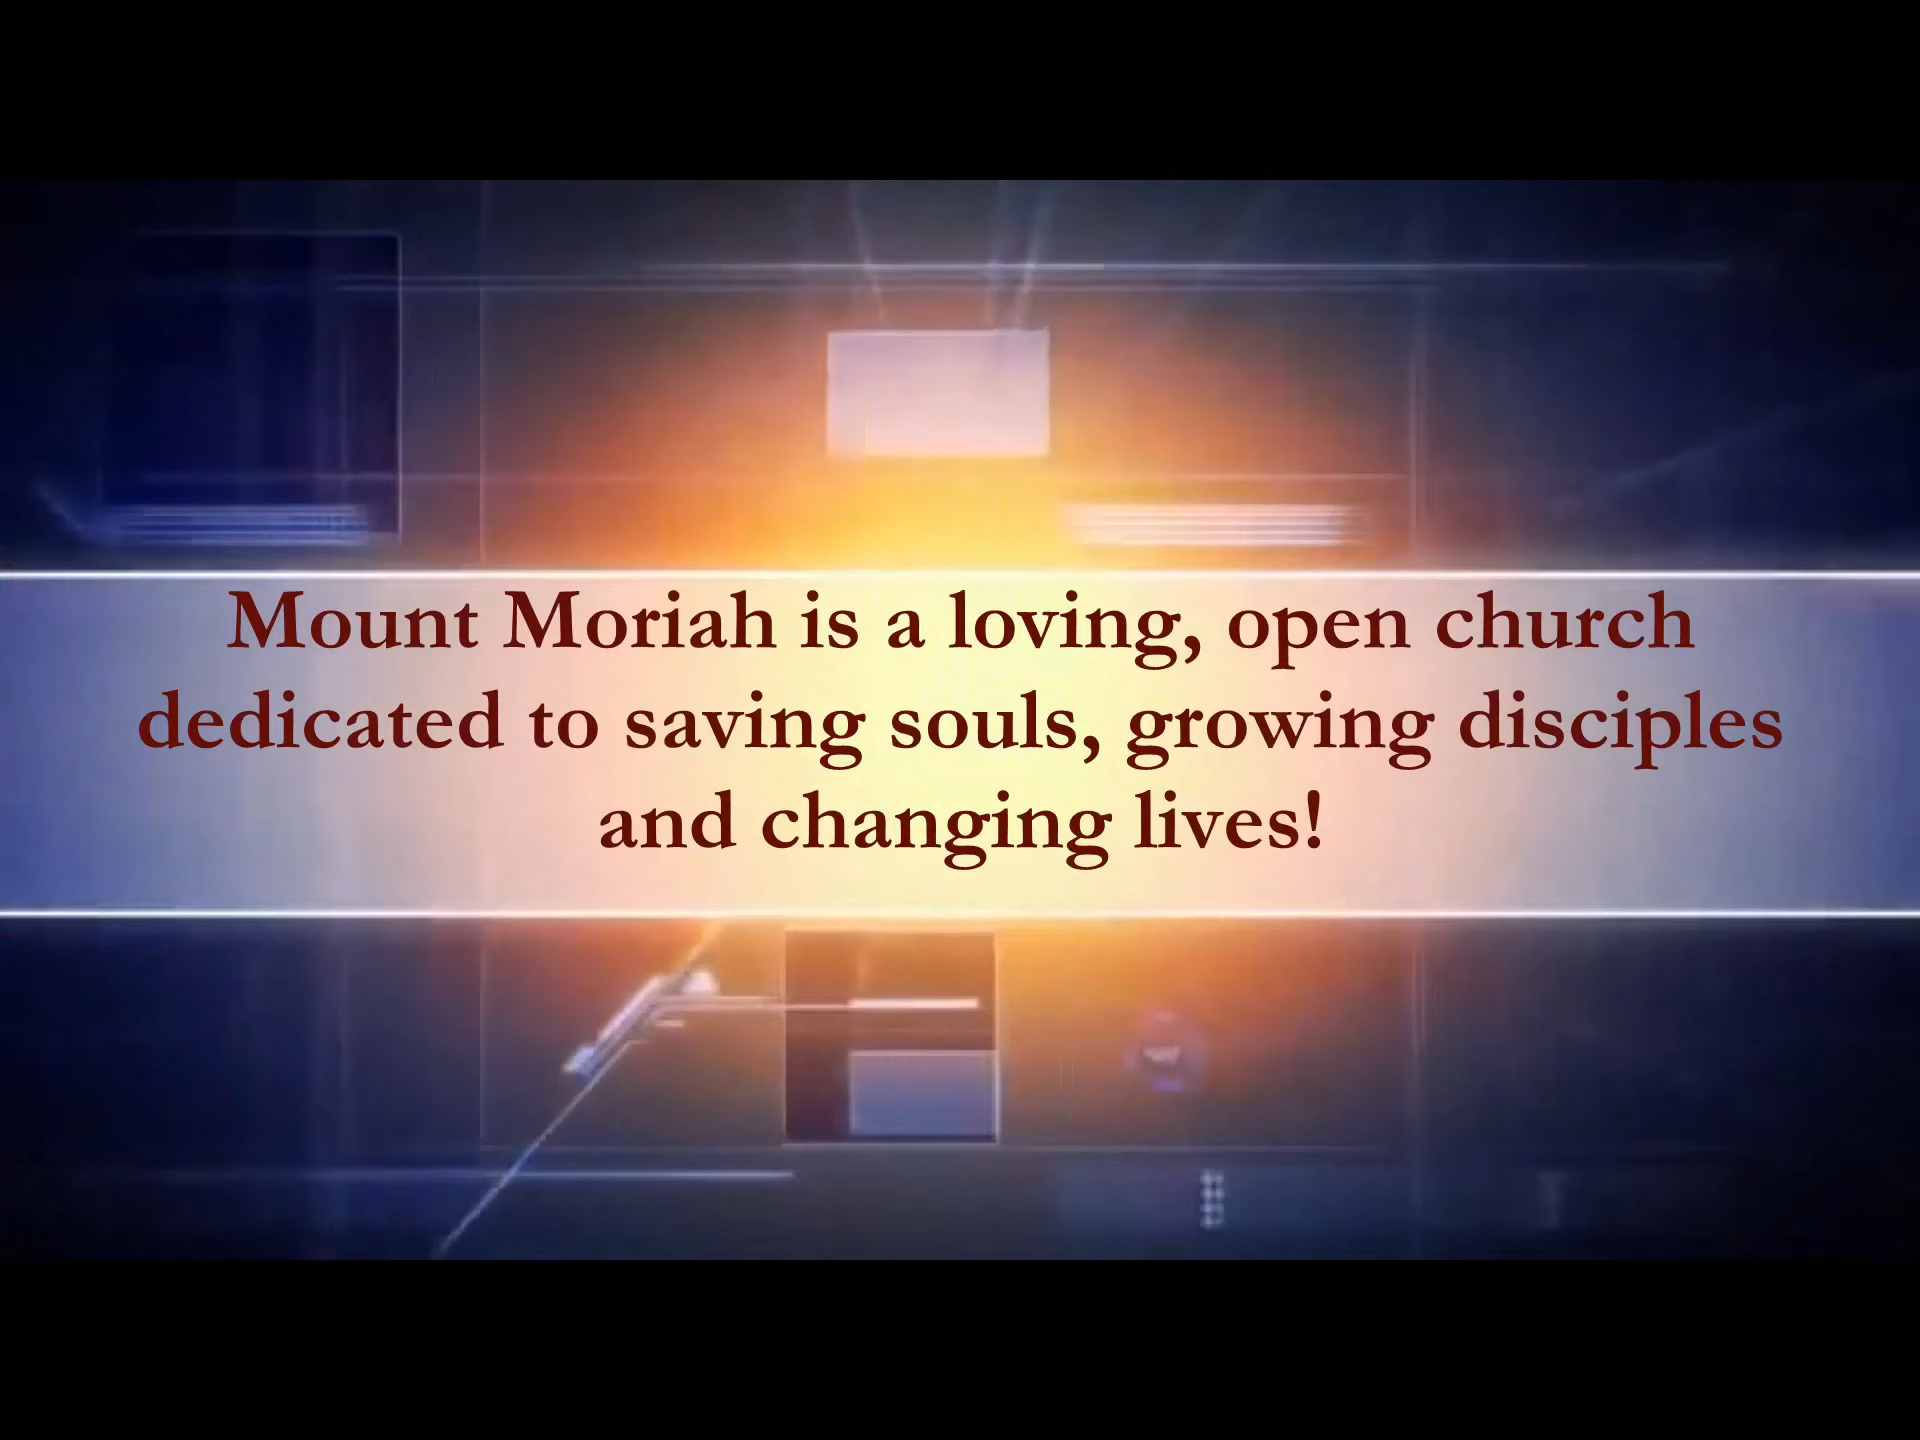 Mount Moriah is a loving, open church
dedicated to saving souls, growing disciples
and changing lives!